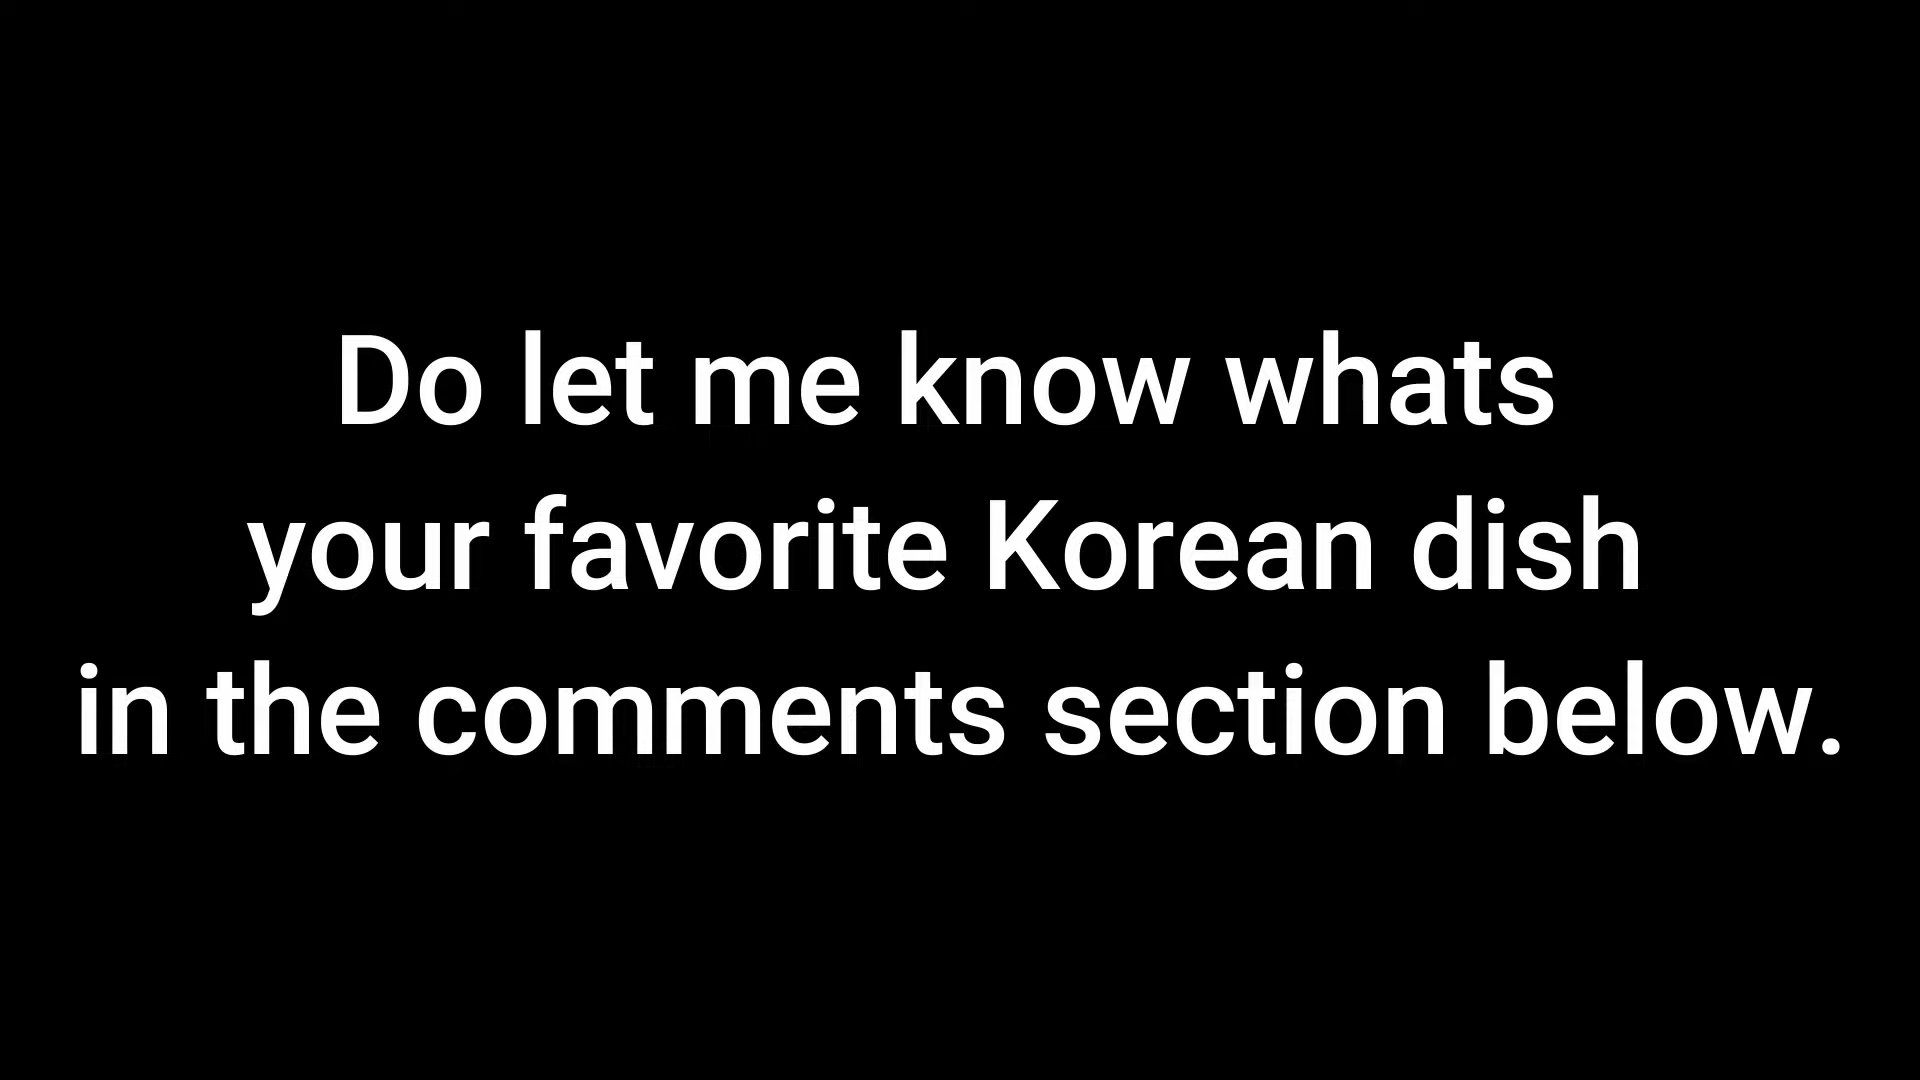 Do let me know whats
your favorite Korean dish
in the comments section below.